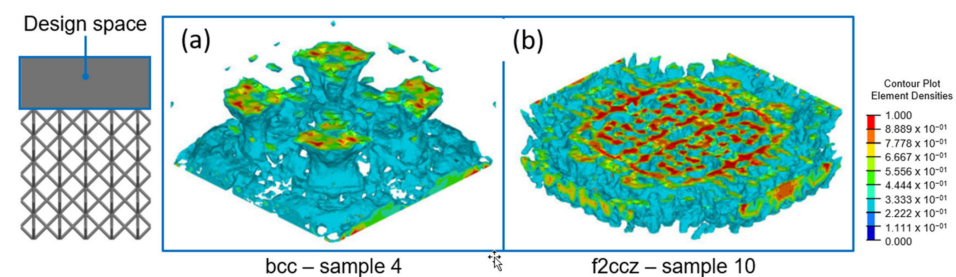 Design space
(a)
(b)
Contour Plot
Element Densities
1.000
8.889 x 10⁻⁰¹
7.778 x 10⁻⁰¹
6.667 x 10⁻⁰¹
5.556 x 10⁻⁰¹
4.444 x 10⁻⁰¹
3.333 x 10⁻⁰¹
2.222 x 10⁻⁰¹
1.111 x 10⁻⁰¹
0.000
bcc – sample 4
f2ccz – sample 10